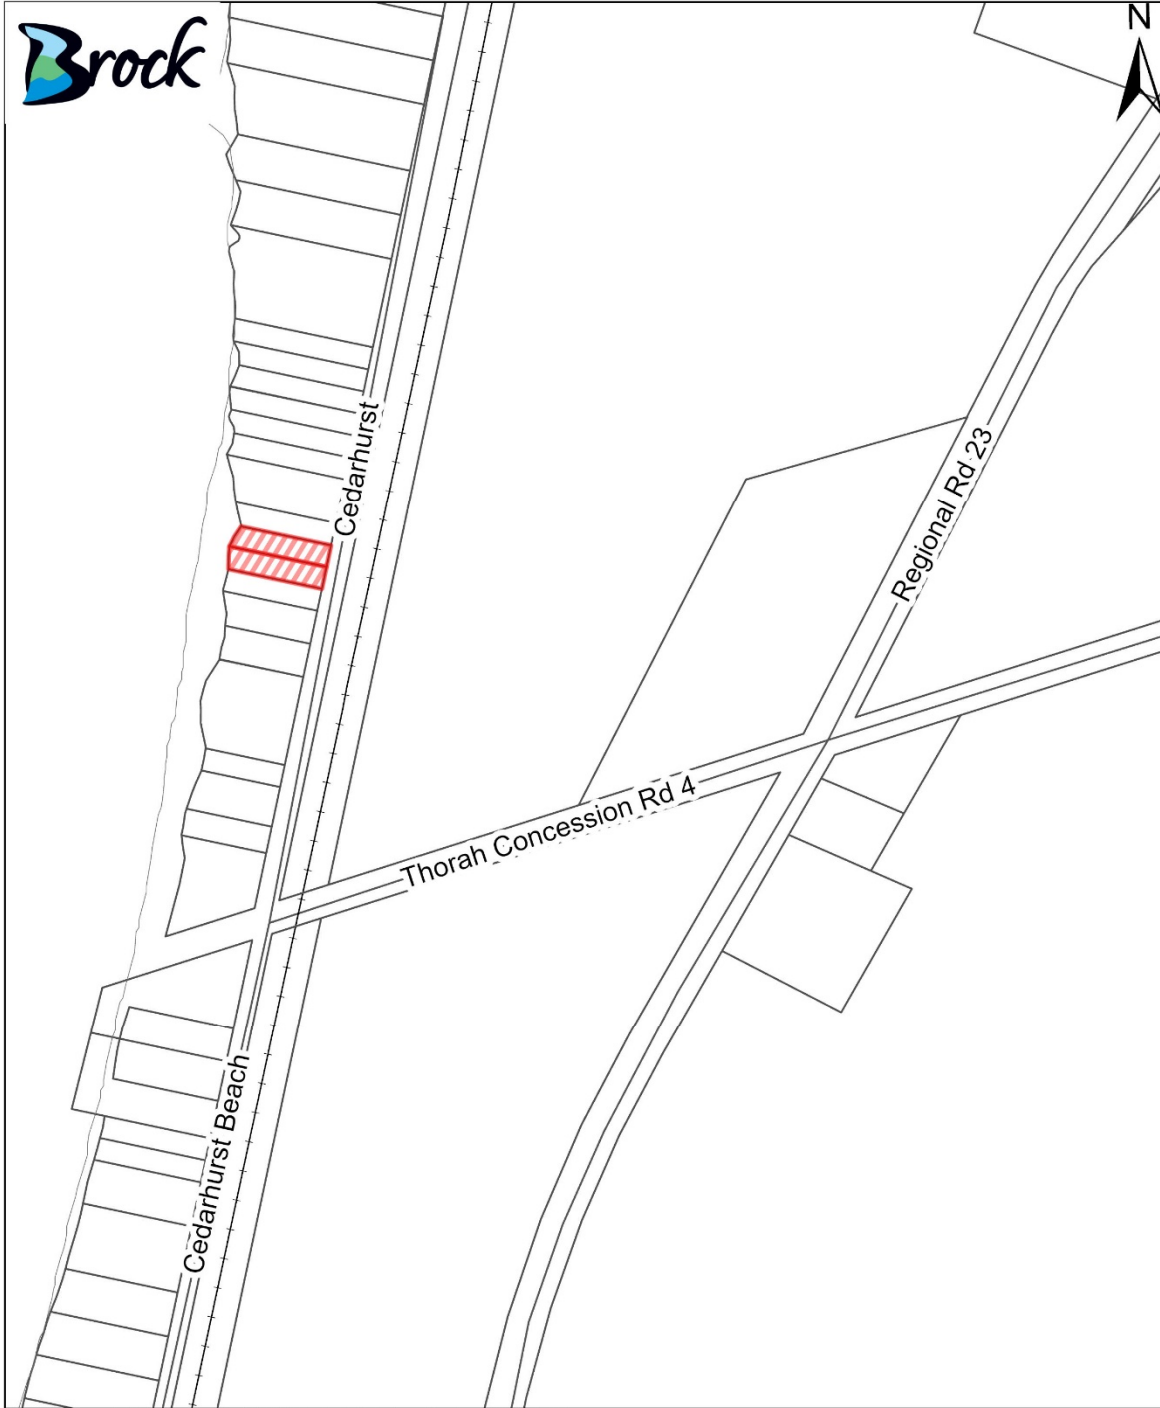 Brock
N
Cedarhurst
Regional Rd 23
Thorah Concession Rd 4
Cedarhurst Beach